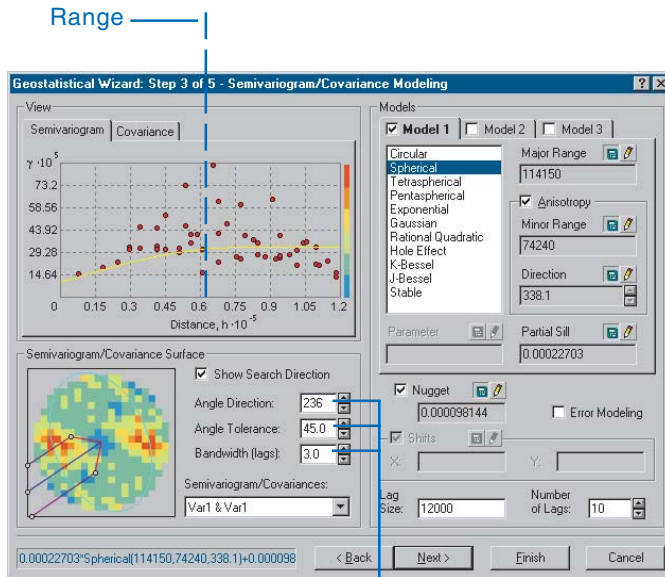 Range
Geostatistical Wizard: Step 3 of 5 - Semivariogram/Covariance Modeling
View
Semivariogram Covariance
γ·10 5
73.2
58.56
43.92
29.28
14.64
0 0.15 0.3 0.45 0.6 0.75 0.9 1.05 1.2
Distance, h·10 -5
Semivariogram/Covariance Surface
Show Search Direction
Angle Direction: 236
Angle Tolerance: 45.0
Bandwidth (lags): 3.0
Semivariogram/Covariances:
Var1 & Var1
Models
Model 1 Model 2 Model 3
Circular
Spherical
Tetraspherical
Pentaspherical
Exponential
Gaussian
Rational Quadratic
Hole Effect
K-Bessel
J-Bessel
Stable
Major Range
114150
Anisotropy
Minor Range
74240
Direction
338.1
Parameter
Partial Sill
0.00022703
Nugget
0.000098144
Error Modeling
Shifts
X: Y:
Lag Size: 12000
Number of Lags: 10
0.00022703*Spherical(114150,74240,338.1)+0.000098
< Back Next > Finish Cancel